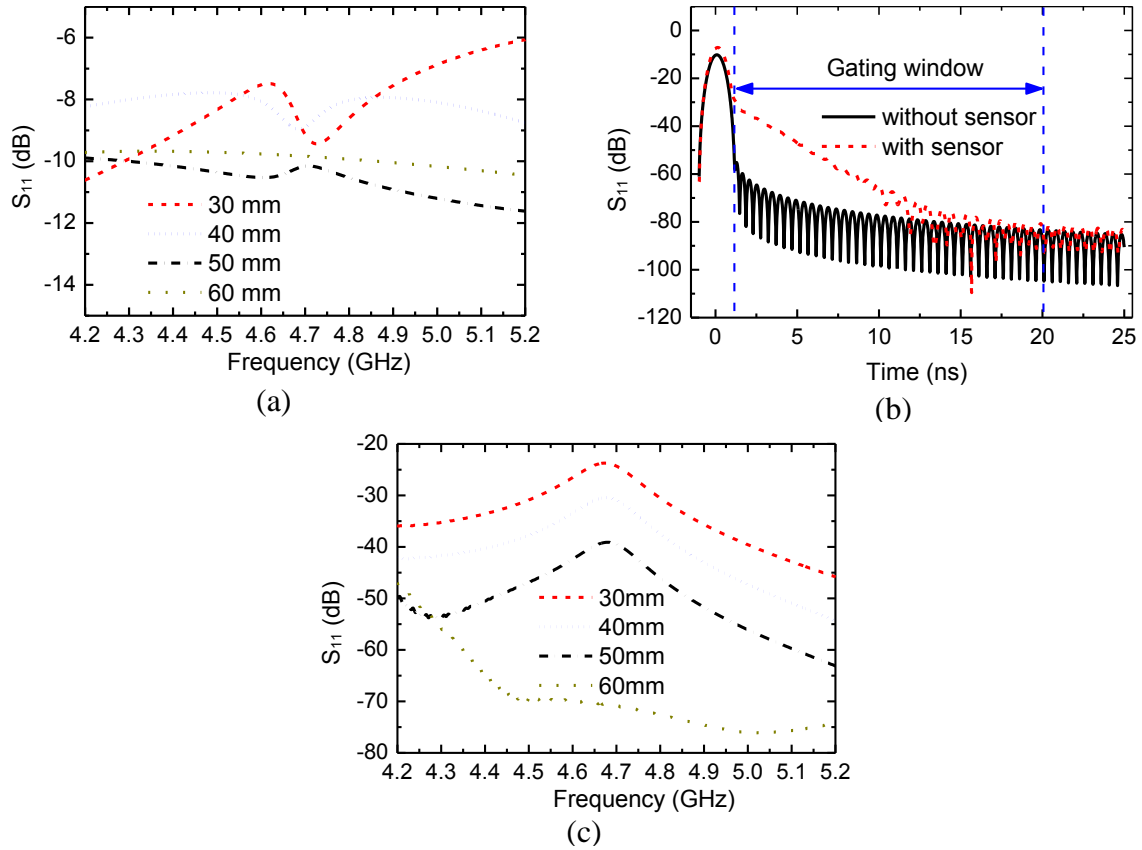 -6
-8
-10
-12
-14
S11 (dB)
30 mm
40 mm
50 mm
60 mm
4.2 4.3 4.4 4.5 4.6 4.7 4.8 4.9 5.0 5.1 5.2
Frequency (GHz)
(a)
0
-20
-40
-60
-80
-100
-120
S11 (dB)
Gating window
without sensor
with sensor
0 5 10 15 20 25
Time (ns)
(b)
-20
-30
-40
-50
-60
-70
-80
S11 (dB)
30mm
40mm
50mm
60mm
4.2 4.3 4.4 4.5 4.6 4.7 4.8 4.9 5.0 5.1 5.2
Frequency (GHz)
(c)